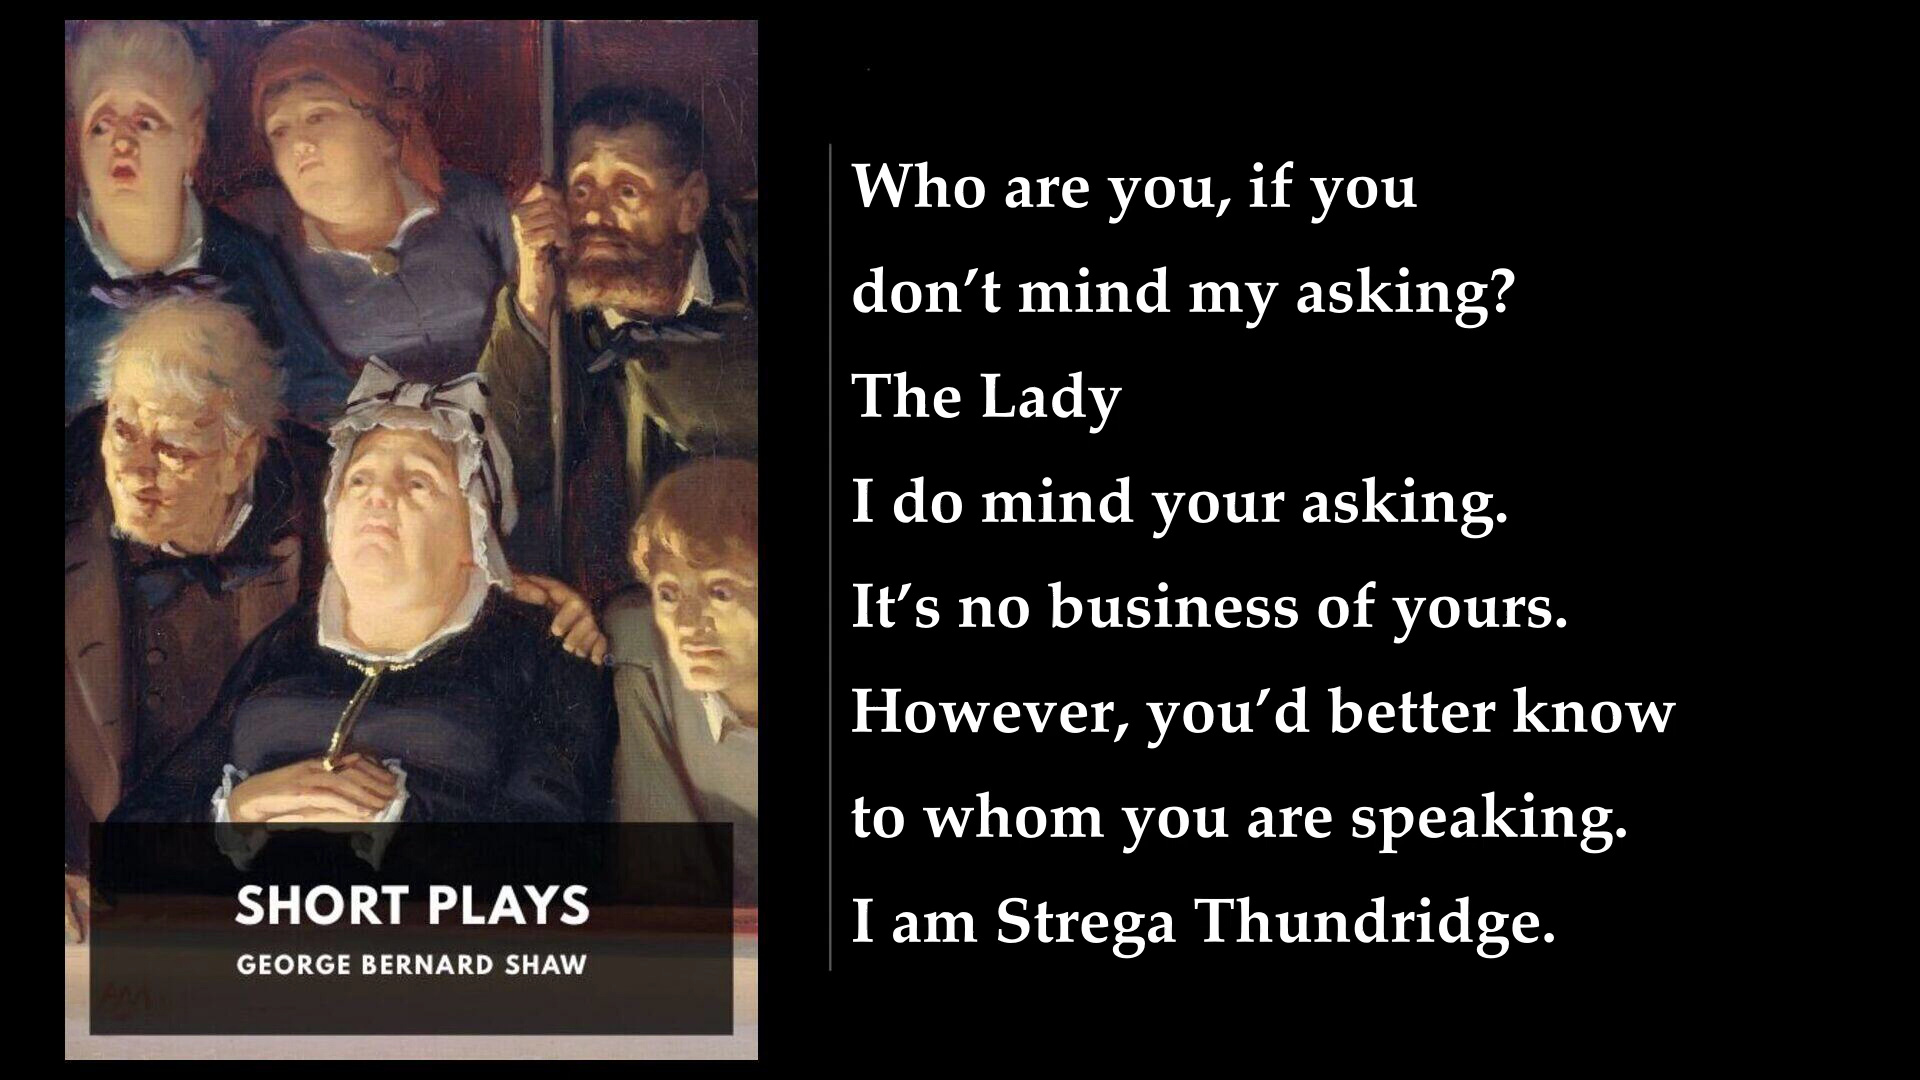 SHORT PLAYS
GEORGE BERNARD SHAW
Who are you, if you
don’t mind my asking?
The Lady
I do mind your asking.
It’s no business of yours.
However, you’d better know
to whom you are speaking.
I am Strega Thundridge.